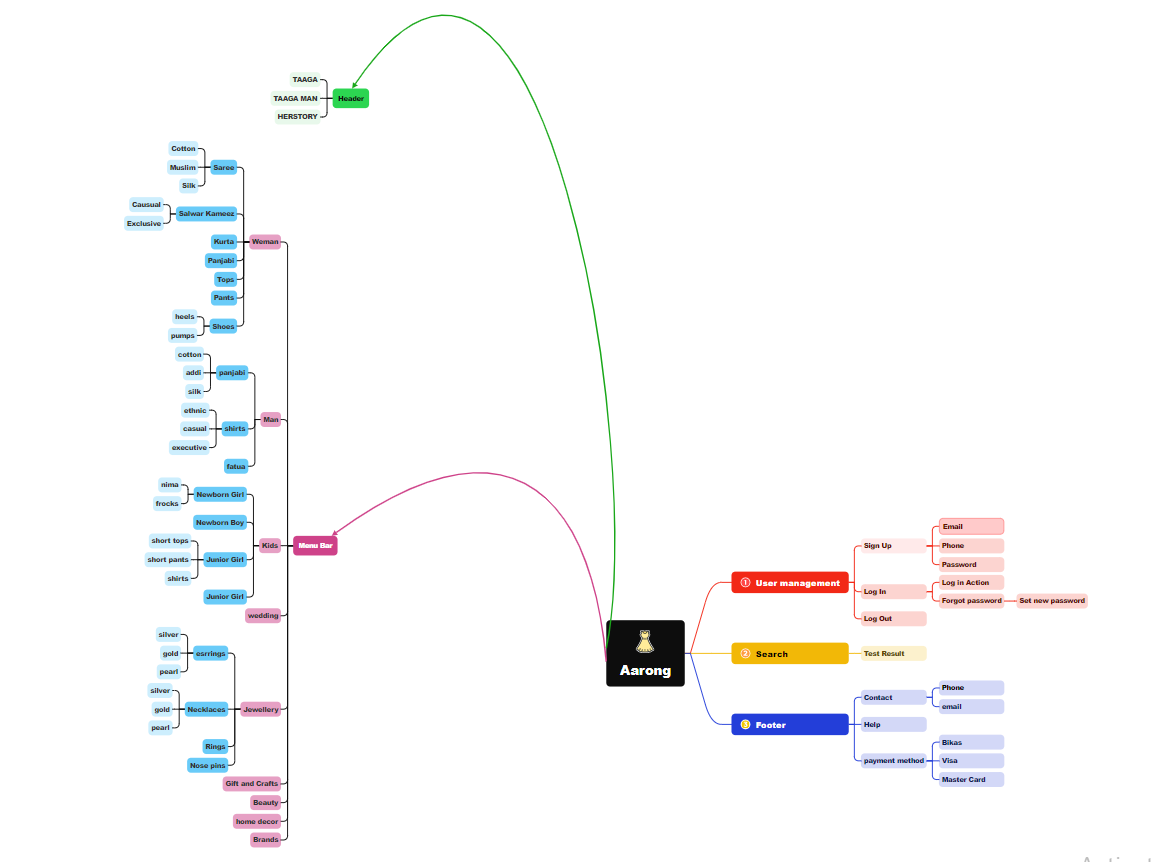 TAAGA
TAAGA MAN
HERSTORY
Header
Cotton
Muslim
Silk
Saree
Causual
Exclusive
Salwar Kameez
Kurta
Panjabi
Tops
Pants
heels
pumps
Shoes
Weman
cotton
addi
silk
panjabi
ethnic
casual
executive
shirts
fatua
Man
nima
frocks
Newborn Girl
Newborn Boy
short tops
short pants
shirts
Junior Girl
Junior Girl
Kids
Menu Bar
wedding
silver
gold
pearl
esrrings
silver
gold
pearl
Necklaces
Rings
Nose pins
Jewellery
Gift and Crafts
Beauty
home decor
Brands
Aarong
1 User management
Sign Up
Email
Phone
Password
Log In
Log in Action
Forgot password
Set new password
Log Out
2 Search
Test Result
3 Footer
Contact
Phone
email
Help
payment method
Bikas
Visa
Master Card